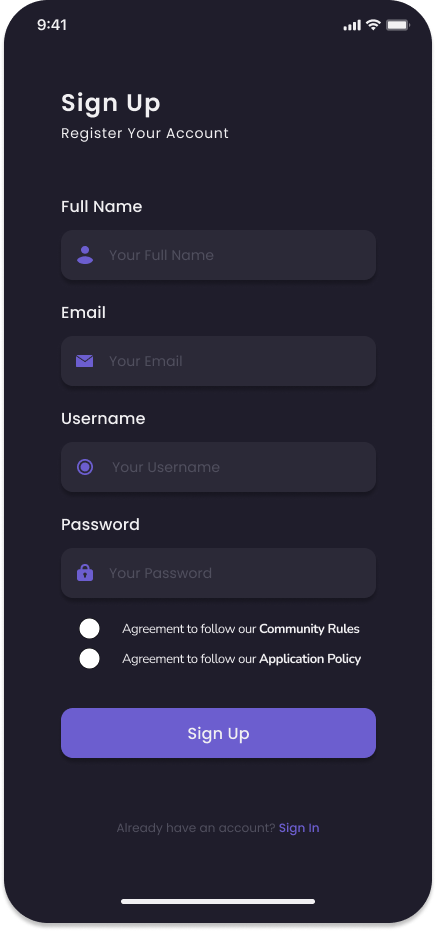 9:41
Sign Up
Register Your Account
Full Name
Your Full Name
Email
Your Email
Username
Your Username
Password
Your Password
Agreement to follow our Community Rules
Agreement to follow our Application Policy
Sign Up
Already have an account? Sign In